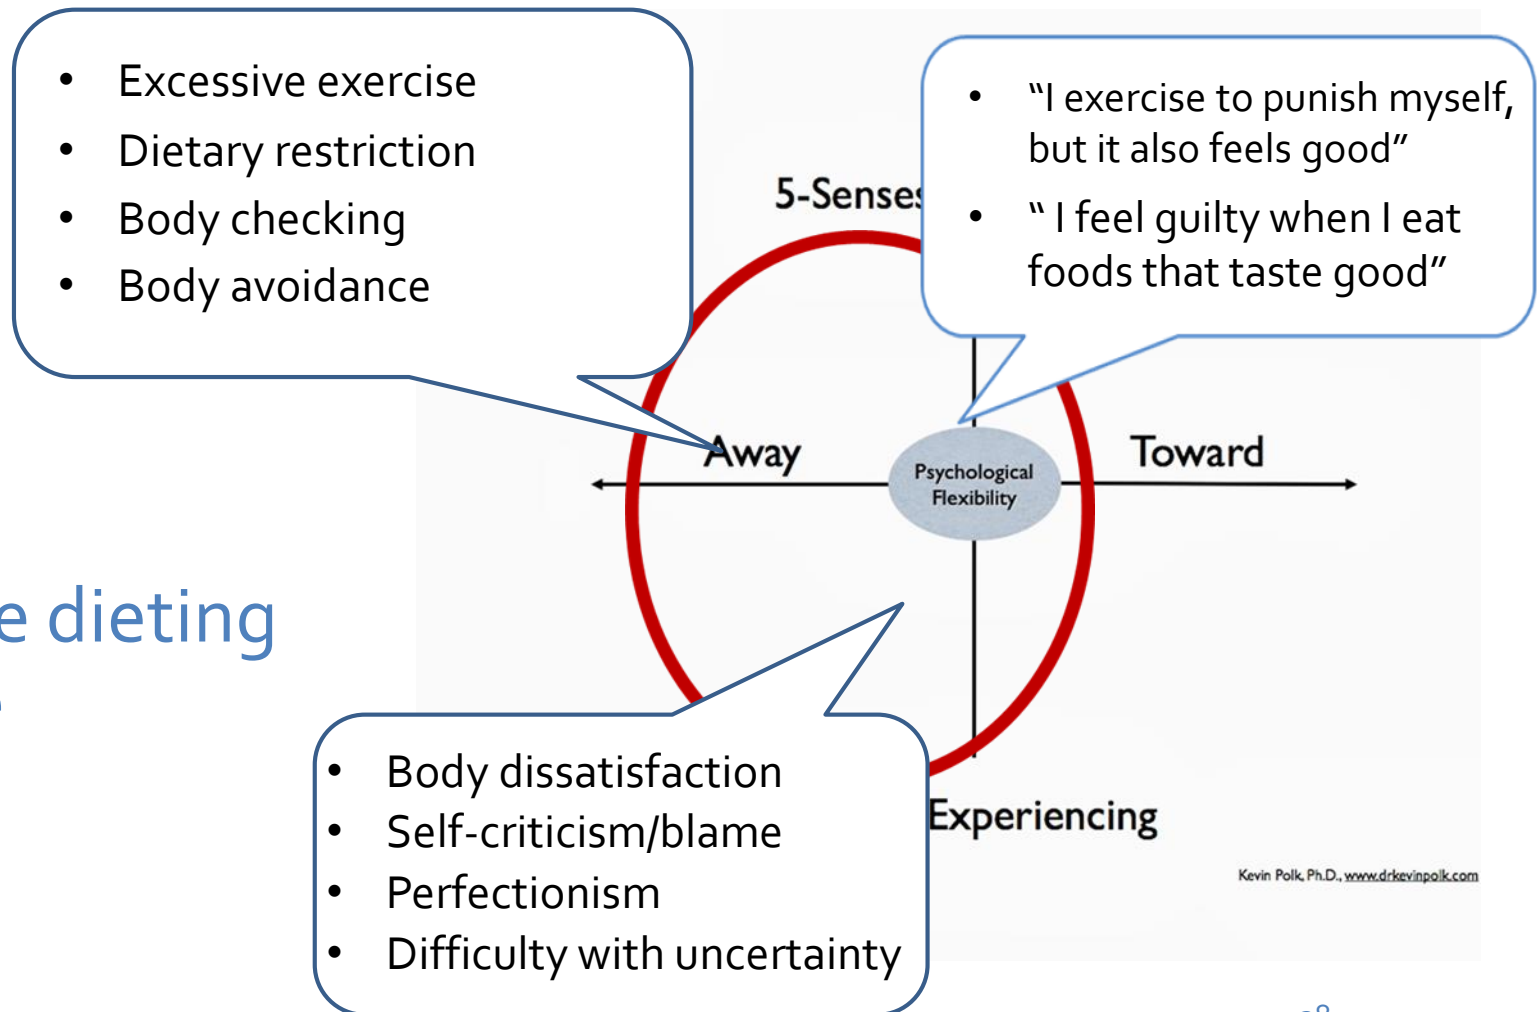 • Excessive exercise
• Dietary restriction
• Body checking
• Body avoidance
• “I exercise to punish myself,
but it also feels good”
• “ I feel guilty when I eat
foods that taste good”
5-Senses
Away
Toward
Psychological
Flexibility
dieting
• Body dissatisfaction
• Self-criticism/blame
• Perfectionism
• Difficulty with uncertainty
Experiencing
Kevin Polk, Ph.D., www.drkevinpolk.com